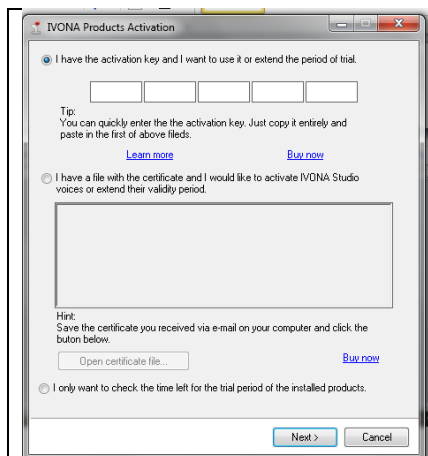 IVONA Products Activation
I have the activation key and I want to use it or extend the period of trial.
Tip:
You can quickly enter the the activation key. Just copy it entirely and
paste in the first of above fileds.
Learn more Buy now
I have a file with the certificate and I would like to activate IVONA Studio
voices or extend their validity period.
Hint:
Save the certificate you received via e-mail on your computer and click the
buton below.
Open certificate file... Buy now
I only want to check the time left for the trial period of the installed products.
Next > Cancel